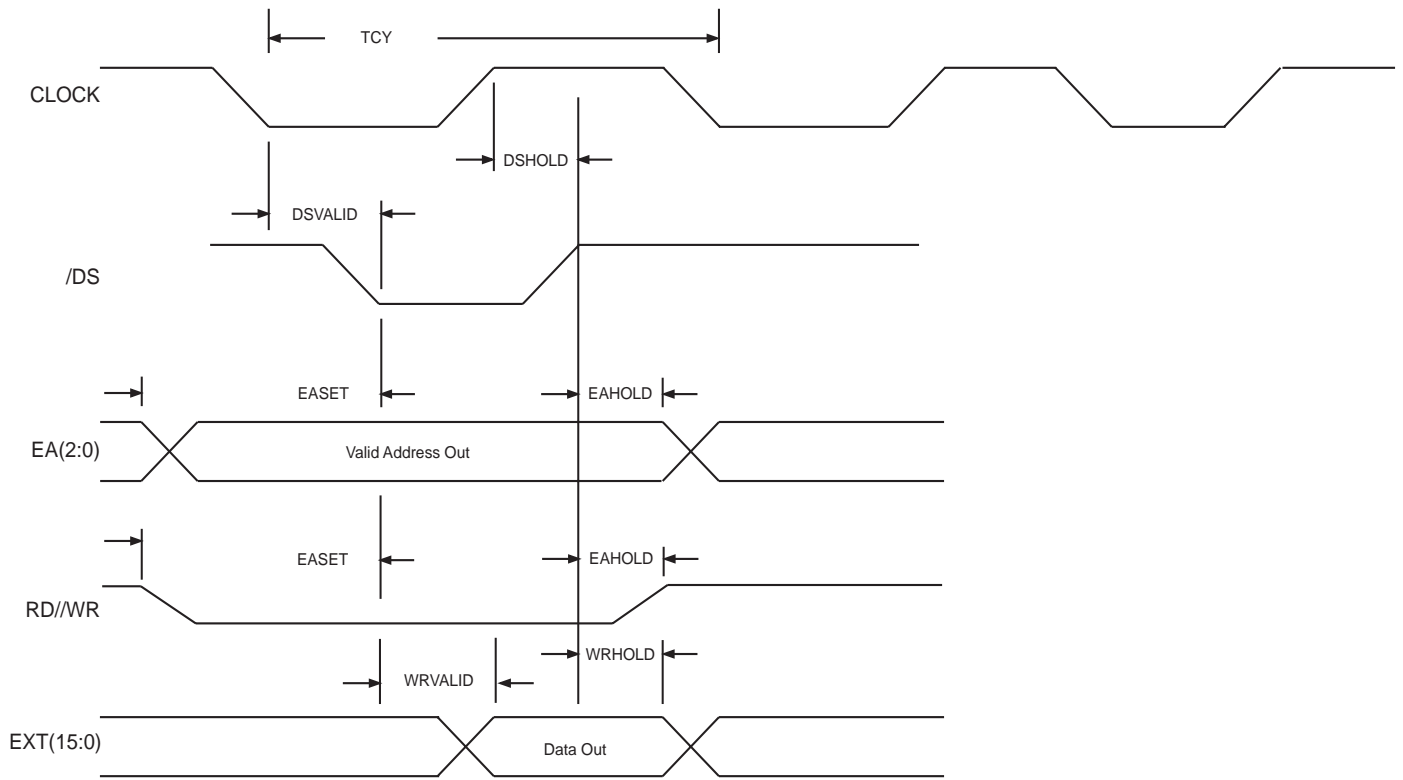 TCY
CLOCK
DSHOLD
DSVALID
/DS
EASET
EAHOLD
EA(2:0)
Valid Address Out
EASET
EAHOLD
RD//WR
WRHOLD
WRVALID
EXT(15:0)
Data Out